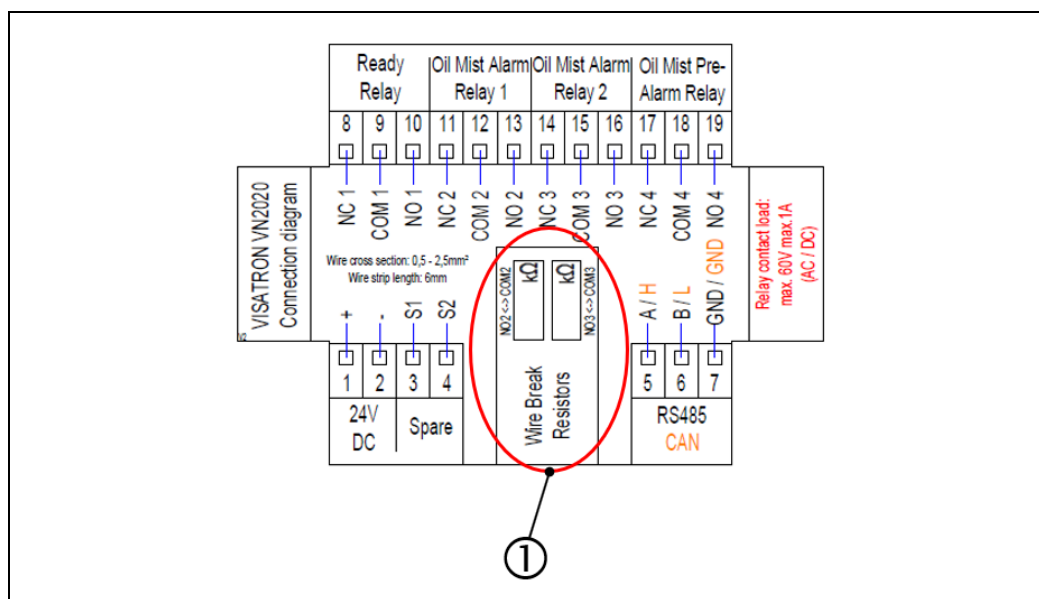 Ready
Relay
Oil Mist Alarm
Relay 1
Oil Mist Alarm
Relay 2
Oil Mist Pre-
Alarm Relay
8 9 10 11 12 13 14 15 16 17 18 19
NC 1
COM 1
NO 1
NC 2
COM 2
NO 2
NC 3
COM 3
NO 3
NC 4
COM 4
NO 4
VISATRON VN2020
Connection diagram
Wire cross section: 0,5 - 2,5mm²
Wire strip length: 6mm
+
-
S1
S2
NO2 <-> COM2
kΩ
kΩ
NO3 <-> COM3
Wire Break
Resistors
A / H
B / L
GND / GND
Relay contact load:
max. 60V max.1A
(AC / DC)
1 2 3 4
5 6 7
24V
DC
Spare
RS485
CAN
1